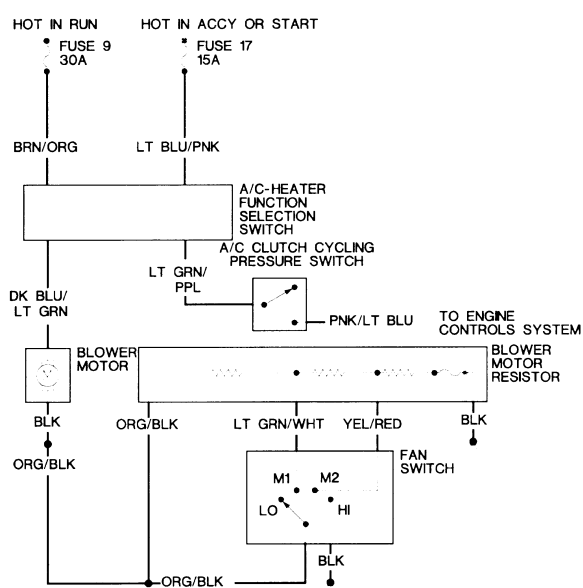 HOT IN RUN
HOT IN ACCY OR START
FUSE 9
30A
FUSE 17
15A
BRN/ORG
LT BLU/PNK
A/C-HEATER
FUNCTION
SELECTION
SWITCH
A/C CLUTCH CYCLING
PRESSURE SWITCH
LT GRN/
PPL
DK BLU/
LT GRN
PNK/LT BLU
TO ENGINE
CONTROLS SYSTEM
BLOWER
MOTOR
BLOWER
MOTOR
RESISTOR
BLK
ORG/BLK
LT GRN/WHT
YEL/RED
BLK
ORG/BLK
FAN
SWITCH
M1
M2
LO
HI
BLK
ORG/BLK